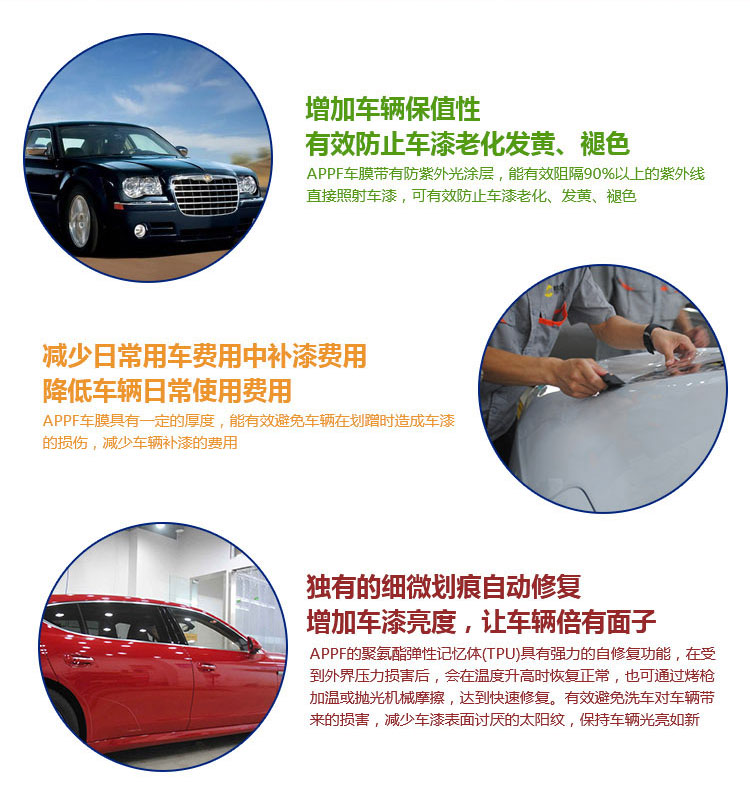 增加车辆保值性
有效防止车漆老化发黄、褪色
APPF车膜带有防紫外光涂层，能有效阻隔90%以上的紫外线
直接照射车漆，可有效防止车漆老化、发黄、褪色
减少日常用车费用中补漆费用
降低车辆日常使用费用
APPF车膜具有一定的厚度，能有效避免车辆在划蹭时造成车漆
的损伤，减少车辆补漆的费用
独有的细微划痕自动修复
增加车漆亮度，让车辆倍有面子
APPF的聚氨酯弹性记忆体(TPU)具有强力的自修复功能，在受
到外界压力损害后，会在温度升高时恢复正常，也可通过烤枪
加温或抛光机械摩擦，达到快速修复。有效避免洗车对车辆带
来的损害，减少车漆表面讨厌的太阳纹，保持车辆光亮如新